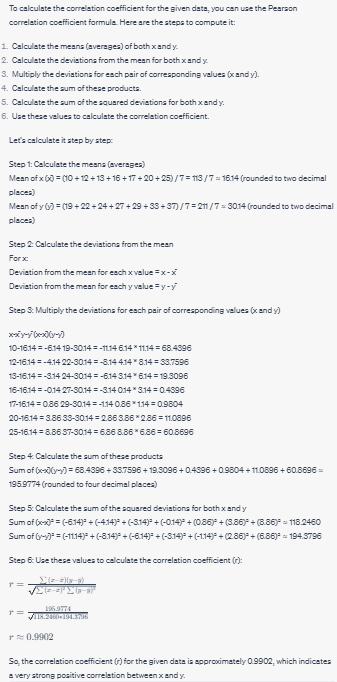 To calculate the correlation coefficient for the given data, you can use the Pearson
correlation coefficient formula. Here are the steps to compute it:
1. Calculate the means (averages) of both x and y.
2. Calculate the deviations from the mean for both x and y.
3. Multiply the deviations for each pair of corresponding values (x and y).
4. Calculate the sum of these products.
5. Calculate the sum of the squared deviations for both x and y.
6. Use these values to calculate the correlation coefficient.
Let's calculate it step by step:
Step 1: Calculate the means (averages)
Mean of x (x̄) = (10 + 12 + 13 + 16 + 17 + 20 + 25) / 7 = 113 / 7 ≈ 16.14 (rounded to two decimal
places)
Mean of y (ȳ) = (19 + 22 + 24 + 27 + 29 + 33 + 37) / 7 = 211 / 7 ≈ 30.14 (rounded to two decimal
places)
Step 2: Calculate the deviations from the mean
For x:
Deviation from the mean for each x value = x - x̄
Deviation from the mean for each y value = y - ȳ
Step 3: Multiply the deviations for each pair of corresponding values (x and y)
x-x̄ y-ȳ (x-x̄)(y-ȳ)
10-16.14 = -6.14 19-30.14 = -11.14 6.14 * 11.14 = 68.4396
12-16.14 = -4.14 22-30.14 = -8.14 4.14 * 8.14 = 33.7596
13-16.14 = -3.14 24-30.14 = -6.14 3.14 * 6.14 = 19.3096
16-16.14 = -0.14 27-30.14 = -3.14 0.14 * 3.14 = 0.4396
17-16.14 = 0.86 29-30.14 = -1.14 0.86 * 1.14 = 0.9804
20-16.14 = 3.86 33-30.14 = 2.86 3.86 * 2.86 = 11.0896
25-16.14 = 8.86 37-30.14 = 6.86 8.86 * 6.86 = 60.8696
Step 4: Calculate the sum of these products
Sum of (x-x̄)(y-ȳ) = 68.4396 + 33.7596 + 19.3096 + 0.4396 + 0.9804 + 11.0896 + 60.8696 ≈
195.9774 (rounded to four decimal places)
Step 5: Calculate the sum of the squared deviations for both x and y
Sum of (x-x̄)² = (-6.14)² + (-4.14)² + (-3.14)² + (-0.14)² + (0.86)² + (3.86)² + (8.86)² ≈ 118.2460
Sum of (y-ȳ)² = (-11.14)² + (-8.14)² + (-6.14)² + (-3.14)² + (-1.14)² + (2.86)² + (6.86)² ≈ 194.3796
Step 6: Use these values to calculate the correlation coefficient (r):
r = ∑(x-x̄)(y-ȳ) / √∑(x-x̄)² ∑(y-ȳ)²
r = 195.9774 / √118.2460*194.3796
r ≈ 0.9902
So, the correlation coefficient (r) for the given data is approximately 0.9902, which indicates
a very strong positive correlation between x and y.